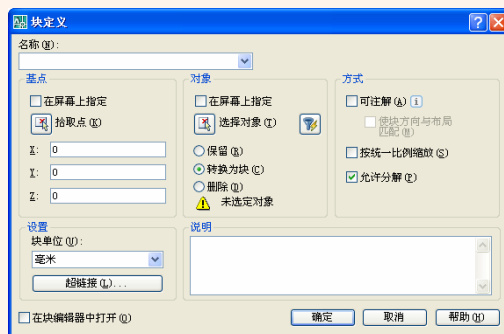 块定义
名称(N):
基点
在屏幕上指定
拾取点(K)
X: 0
Y: 0
Z: 0
对象
在屏幕上指定
选择对象(T)
保留(R)
转换为块(C)
删除(D)
未选定对象
方式
可注解(A)
使块方向与布局
匹配(M)
按统一比例缩放(S)
允许分解(P)
设置
块单位(U):
毫米
超链接(L)...
说明
在块编辑器中打开(O)
确定
取消
帮助(H)